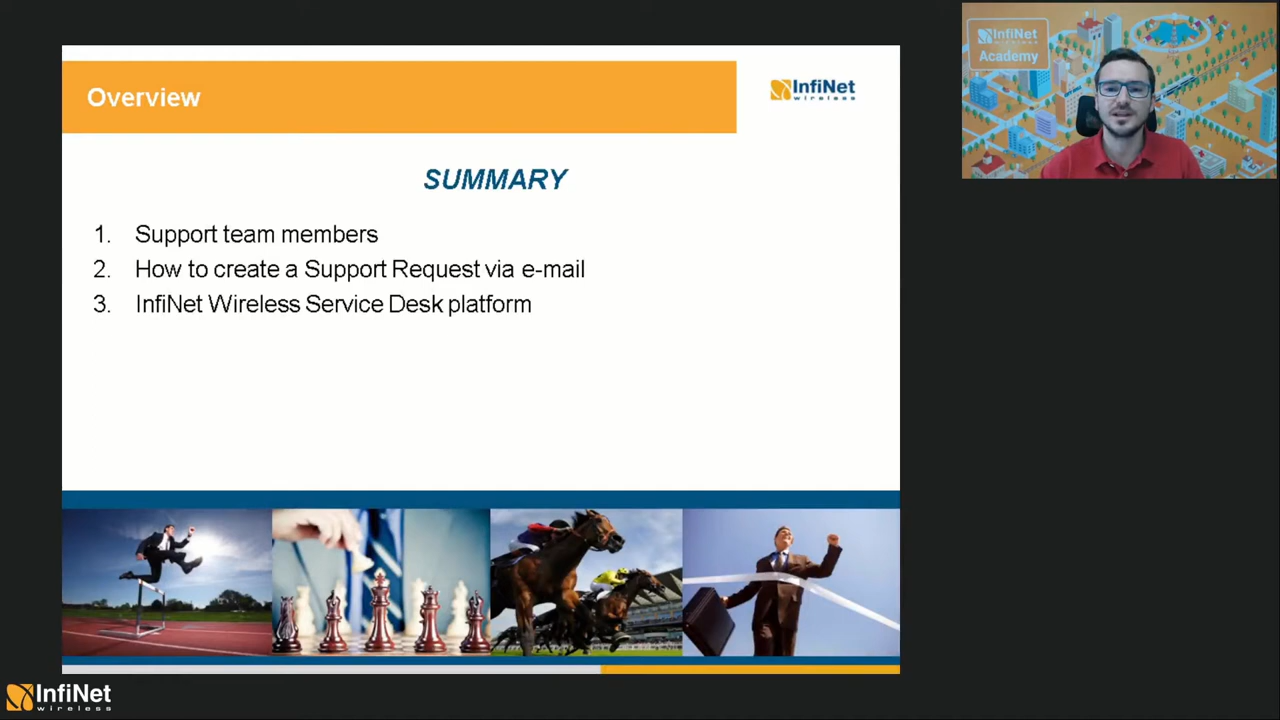 Overview
InfiNet
wireless
SUMMARY
1. Support team members
2. How to create a Support Request via e-mail
3. InfiNet Wireless Service Desk platform
InfiNet
wireless
Academy
InfiNet
wireless